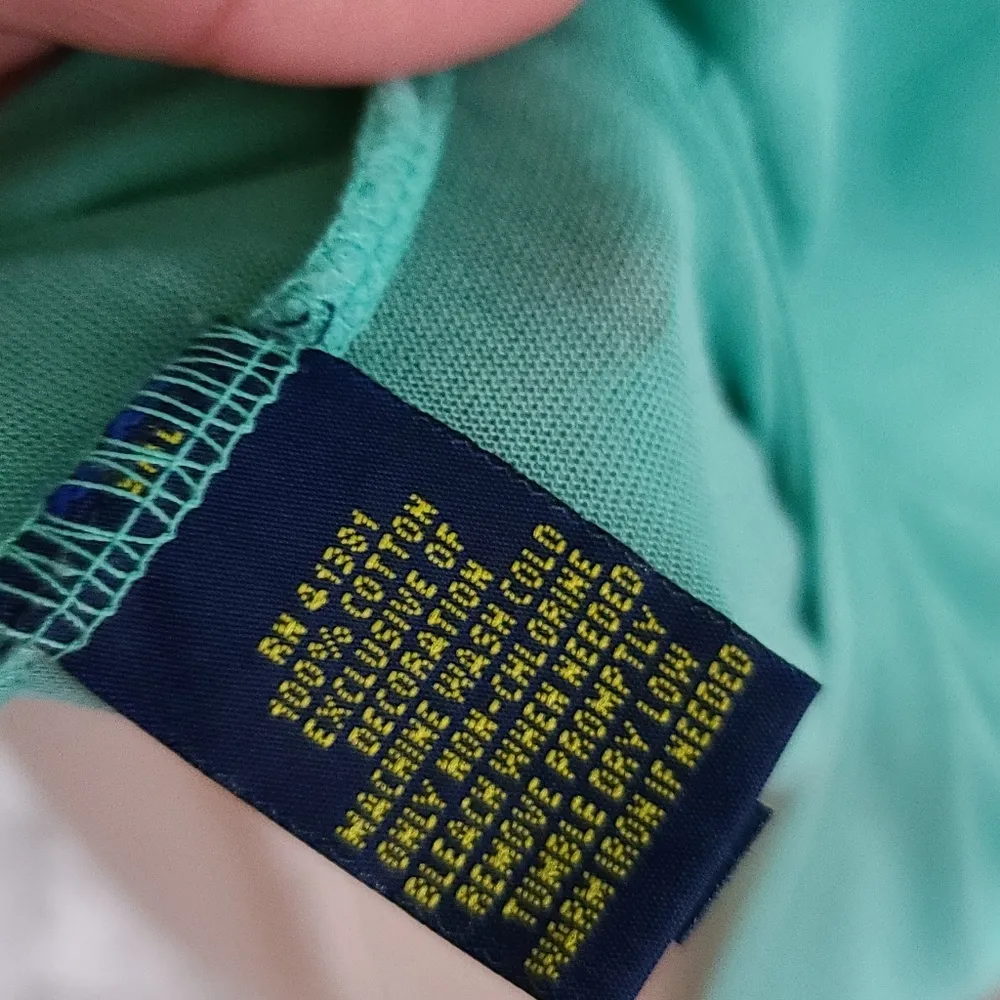 RN 41381
100% COTTON
EXCLUSIVE OF
DECORATION
MACHINE WASH COLD
ONLY NON-CHLORINE
BLEACH WHEN NEEDED
REMOVE PROMPTLY
TUMBLE DRY LOW
WARM IRON IF NEEDED